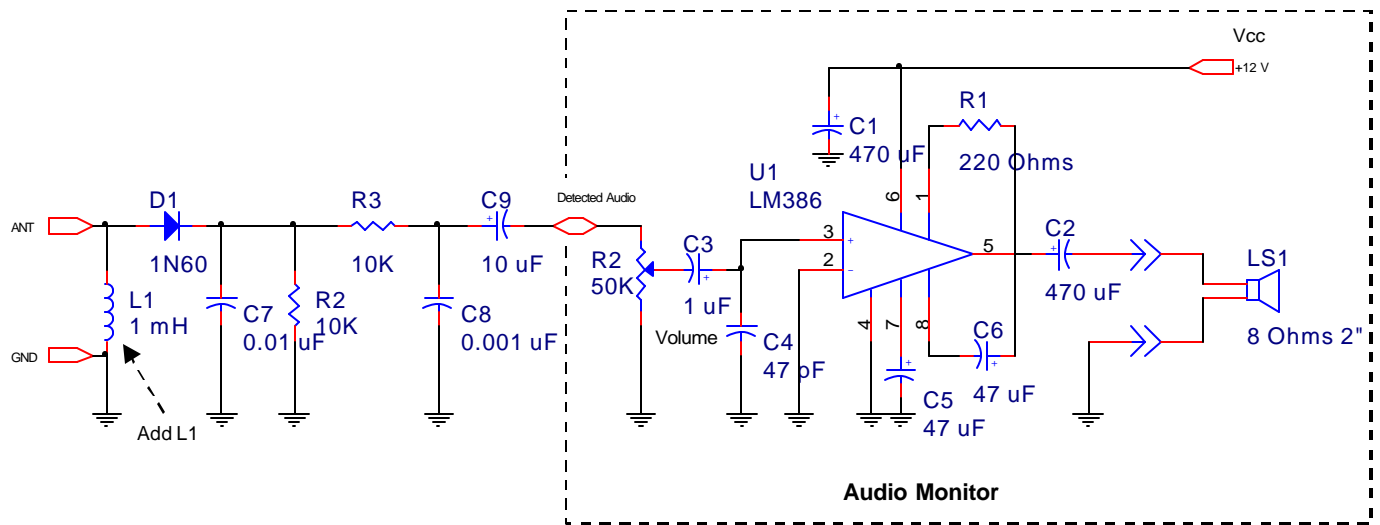 Vcc
+12 V
C1
470 uF
R1
220 Ohms
U1
LM386
6
1
ANT
D1
1N60
R3
10K
C9
10 uF
Detected Audio
R2
50K
C3
1 uF
Volume
3
+
2
-
5
C2
470 uF
LS1
8 Ohms 2"
L1
1 mH
GND
C7
0.01 uF
R2
10K
C8
0.001 uF
C4
47 pF
4
7
8
C6
47 uF
C5
47 uF
Add L1
Audio Monitor